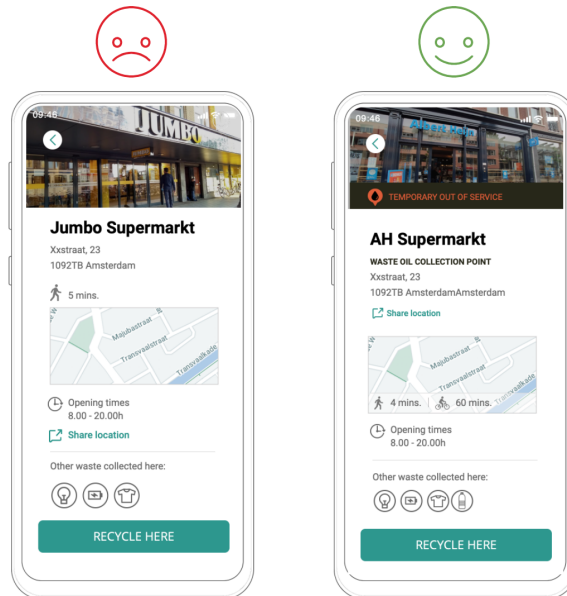 09:46
JUMBO
Jumbo Supermarkt
Xxstraat, 23
1092TB Amsterdam
5 mins.
Majubastraat
Transvaalstraat
Transvaalkade
Opening times
8.00 - 20.00h
Share location
Other waste collected here:
RECYCLE HERE
09:46
Albert Heijn
TEMPORARY OUT OF SERVICE
AH Supermarkt
WASTE OIL COLLECTION POINT
Xxstraat, 23
1092TB AmsterdamAmsterdam
Share location
Majubastraat
Transvaalstraat
Transvaalkade
4 mins.
60 mins.
Opening times
8.00 - 20.00h
Other waste collected here:
RECYCLE HERE